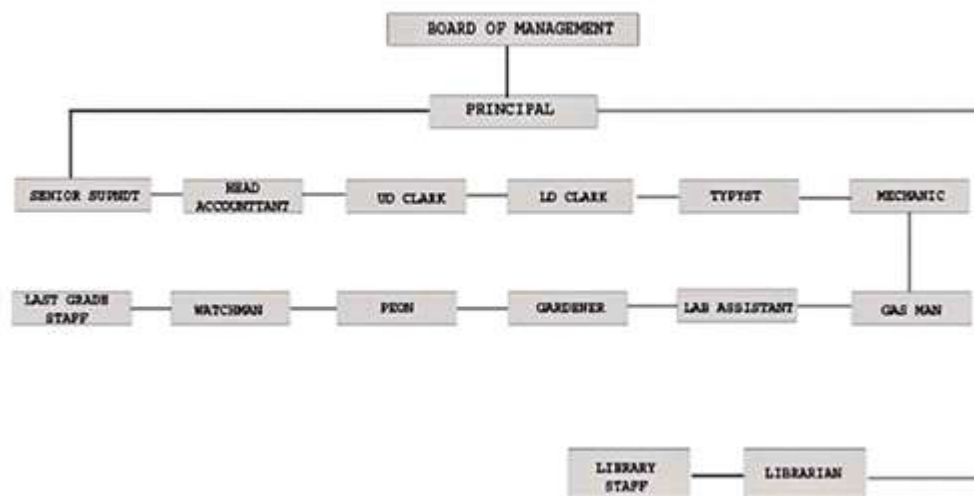 BOARD OF MANAGEMENT
PRINCIPAL
SENIOR SUPNDT
HEAD
ACCOUNTTANT
UD CLARK
LD CLARK
TYPYST
MECHANIC
LAST GRADE
STAFF
WATCHMAN
PEON
GARDENER
LAB ASSISTANT
GAS MAN
LIBRARY
STAFF
LIBRARIAN